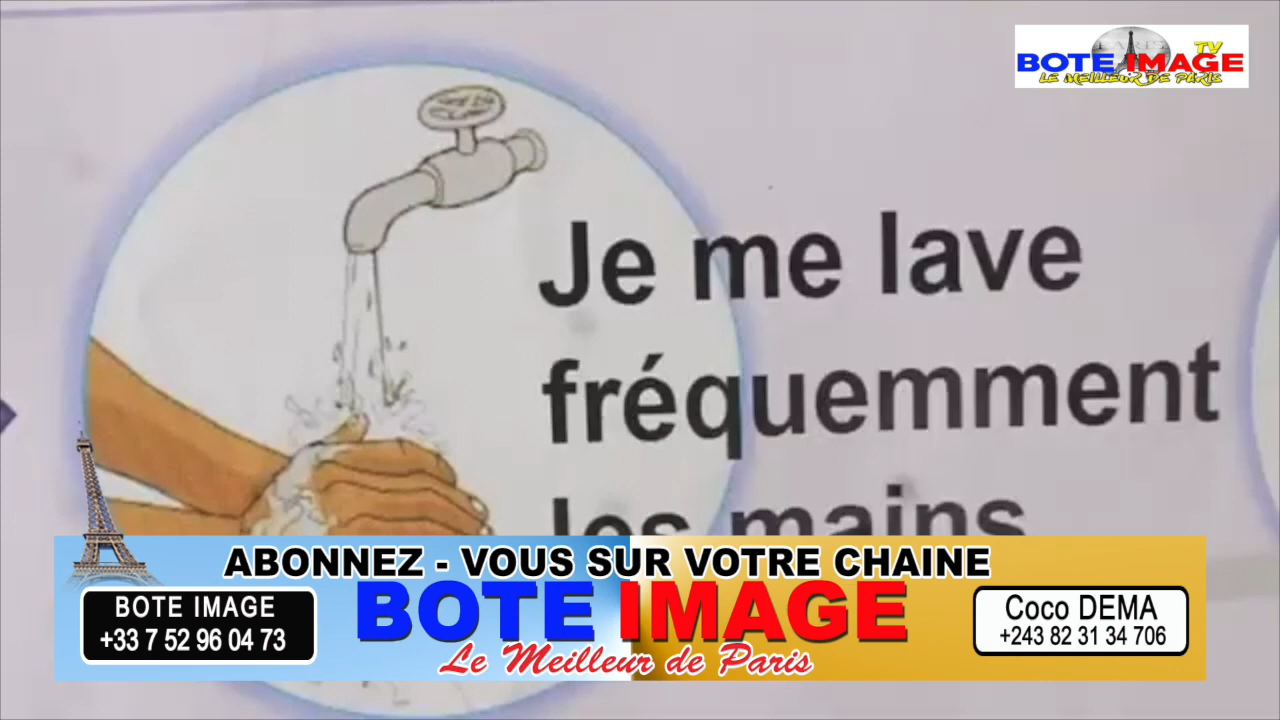 PARIS
BOTE IMAGE TV
LE MEILLEUR DE PARIS
Je me lave
fréquemment
les mains
ABONNEZ - VOUS SUR VOTRE CHAINE
BOTE IMAGE
Le Meilleur de Paris
BOTE IMAGE
+33 7 52 96 04 73
Coco DEMA
+243 82 31 34 706